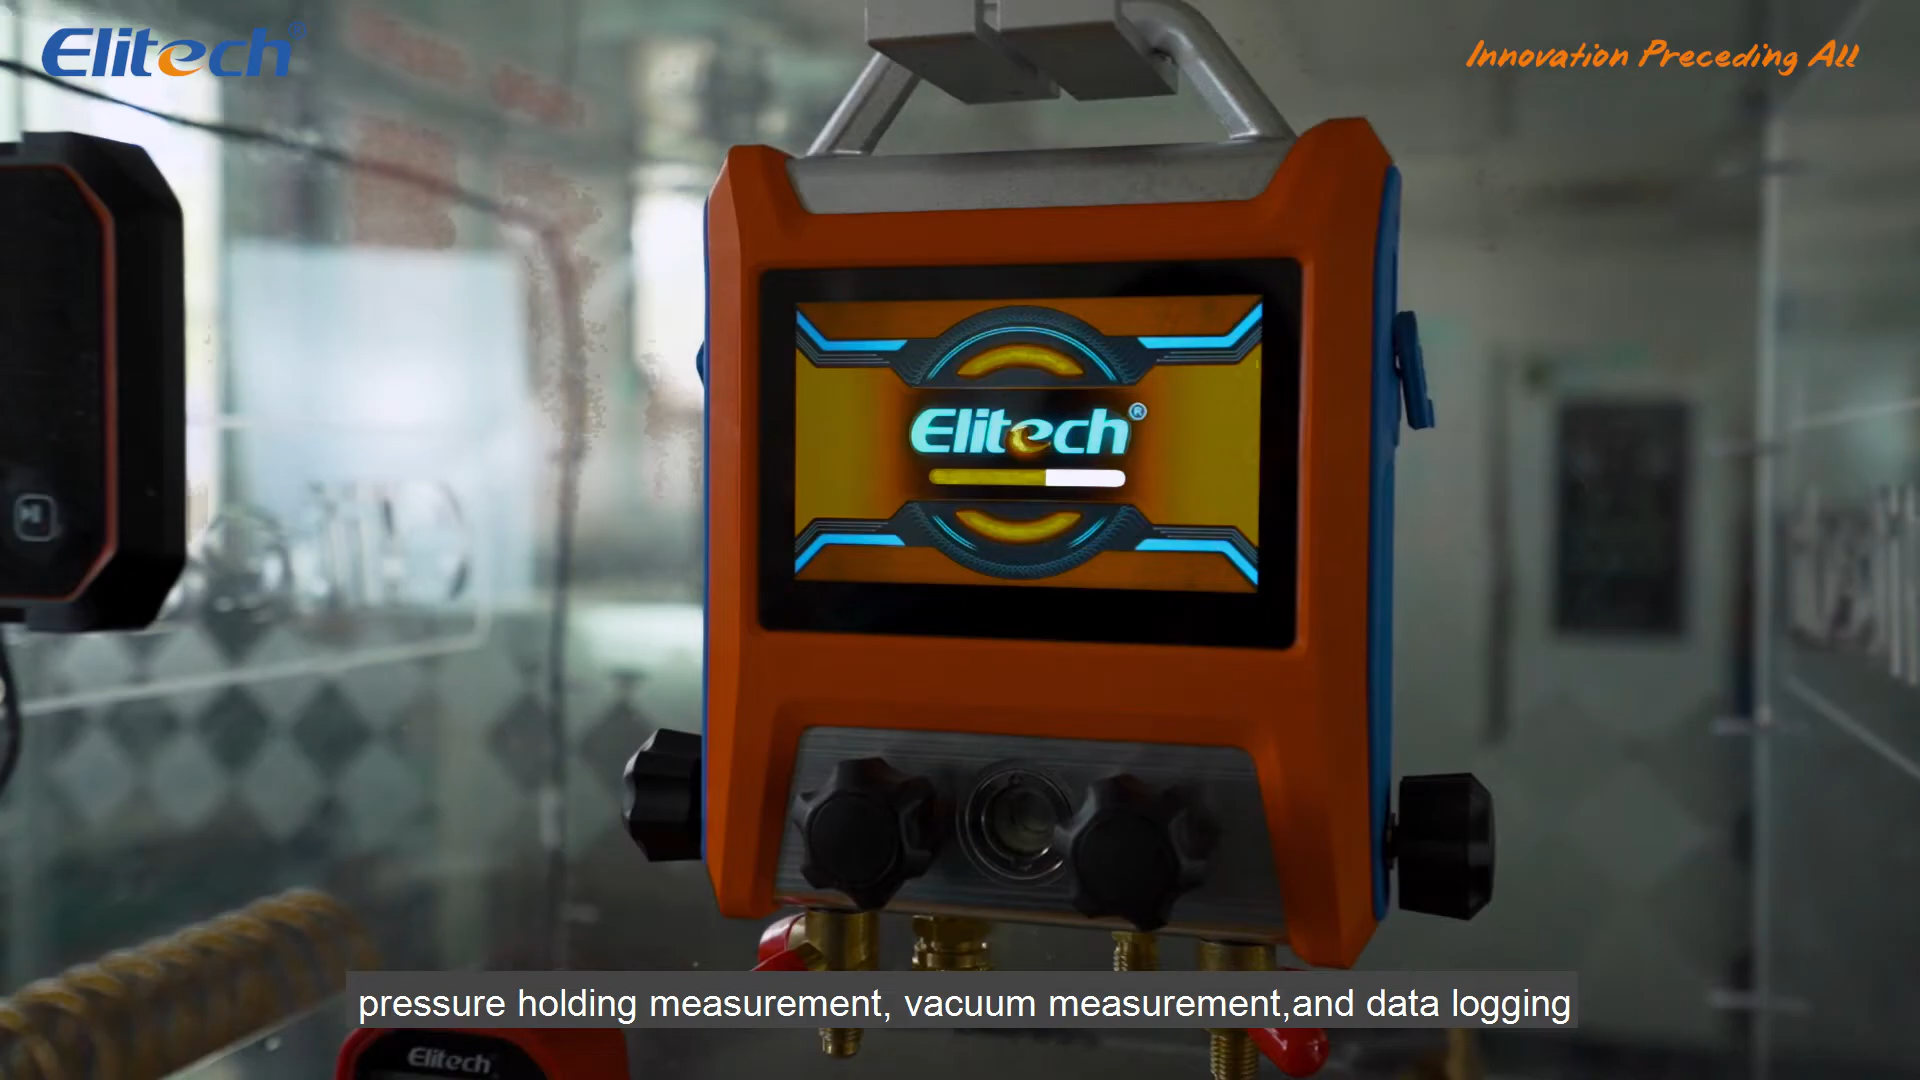 Elitech®
Innovation Preceding All
Elitech®
pressure holding measurement, vacuum measurement,and data logging
Elitech